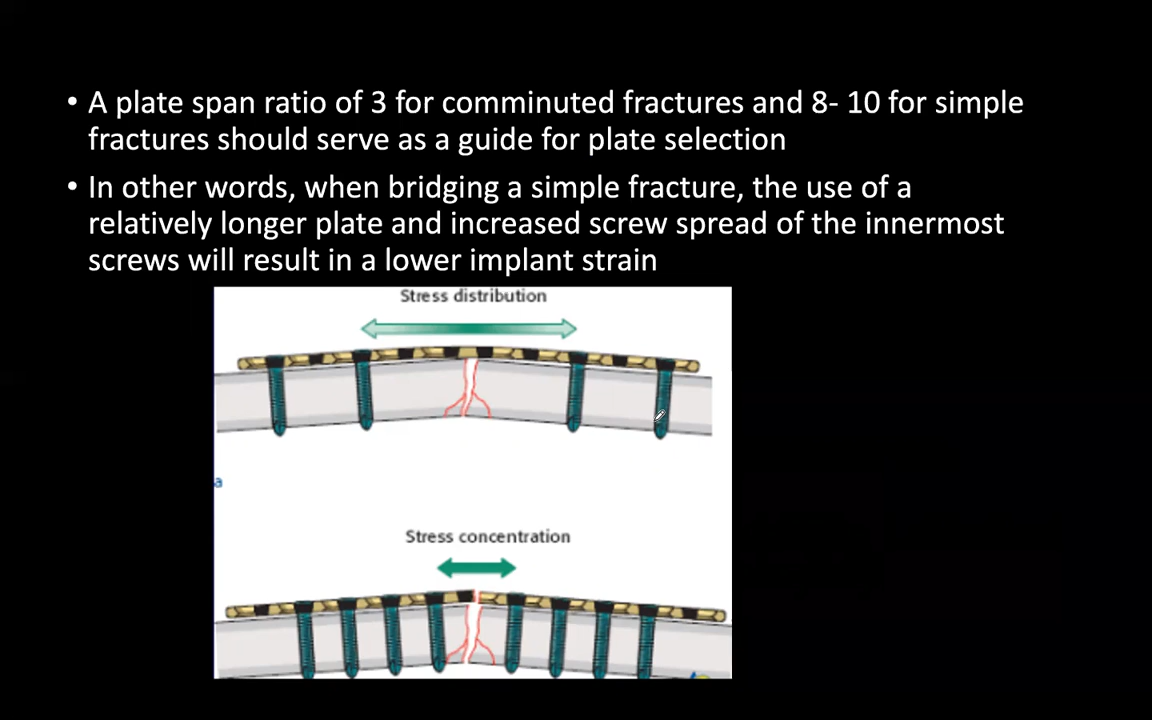 • A plate span ratio of 3 for comminuted fractures and 8- 10 for simple
fractures should serve as a guide for plate selection
• In other words, when bridging a simple fracture, the use of a
relatively longer plate and increased screw spread of the innermost
screws will result in a lower implant strain
Stress distribution
a
Stress concentration